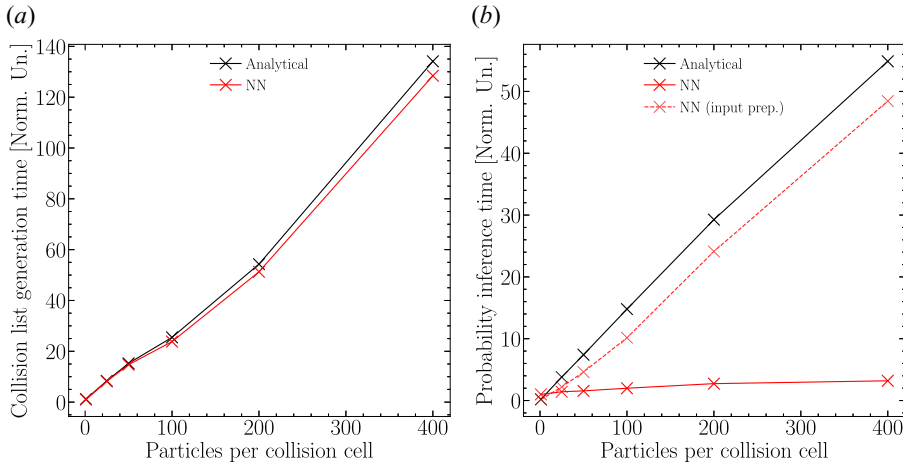 (a)
Collision list generation time [Norm. Un.]
140
120
100
80
60
40
20
0
Analytical
NN
0 100 200 300 400
Particles per collision cell
(b)
Probability inference time [Norm. Un.]
50
40
30
20
10
0
Analytical
NN
NN (input prep.)
0 100 200 300 400
Particles per collision cell